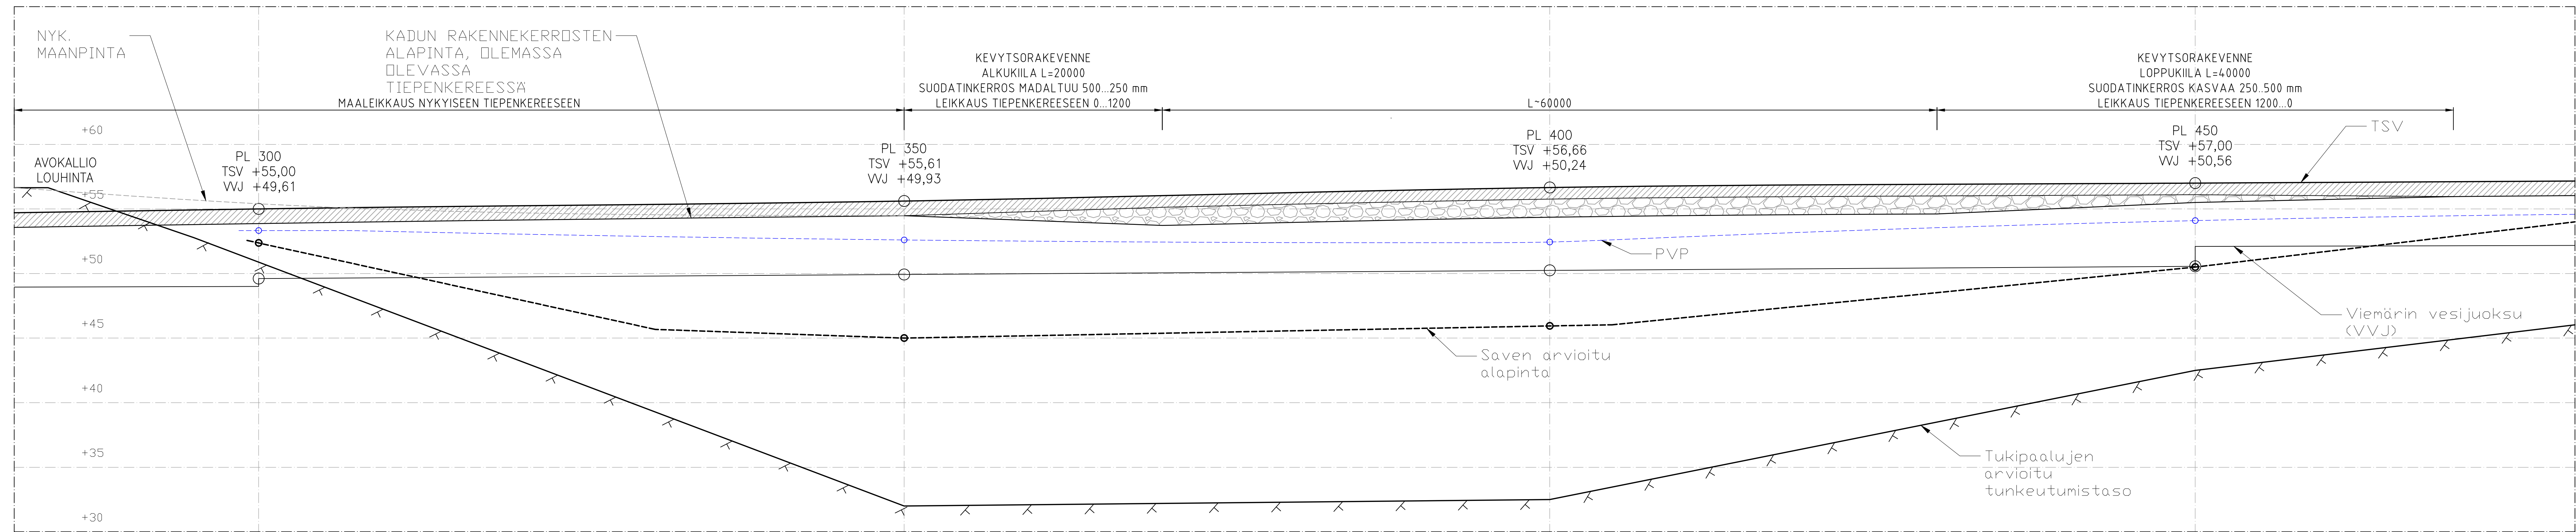 NYK.
MAANPINTA
KADUN RAKENNEKERROSTEN
ALAPINTA, OLEMASSA
OLEVASSA
TIEPENKEREESSÄ
MAALEIKKAUS NYKYISEEN TIEPENKEREESEEN
KEVYTSORAKEVENNE
ALKUKIILA L=20000
SUODATINKERROS MADALTUU 500...250 mm
LEIKKAUS TIEPENKEREESEEN 0...1200
L~60000
KEVYTSORAKEVENNE
LOPPUKIILA L=40000
SUODATINKERROS KASVAA 250..500 mm
LEIKKAUS TIEPENKEREESEEN 1200...0
+60
AVOKALLIO
LOUHINTA
PL 300
TSV +55,00
VVJ +49,61
PL 350
TSV +55,61
VVJ +49,93
PL 400
TSV +56,66
VVJ +50,24
PL 450
TSV +57,00
VVJ +50,56
TSV
+55
+50
PVP
+45
Viemärin vesijuoksu
(VVJ)
Saven arvioitu
alapinta
+40
+35
Tukipaalujen
arvioitu
tunkeutumistaso
+30